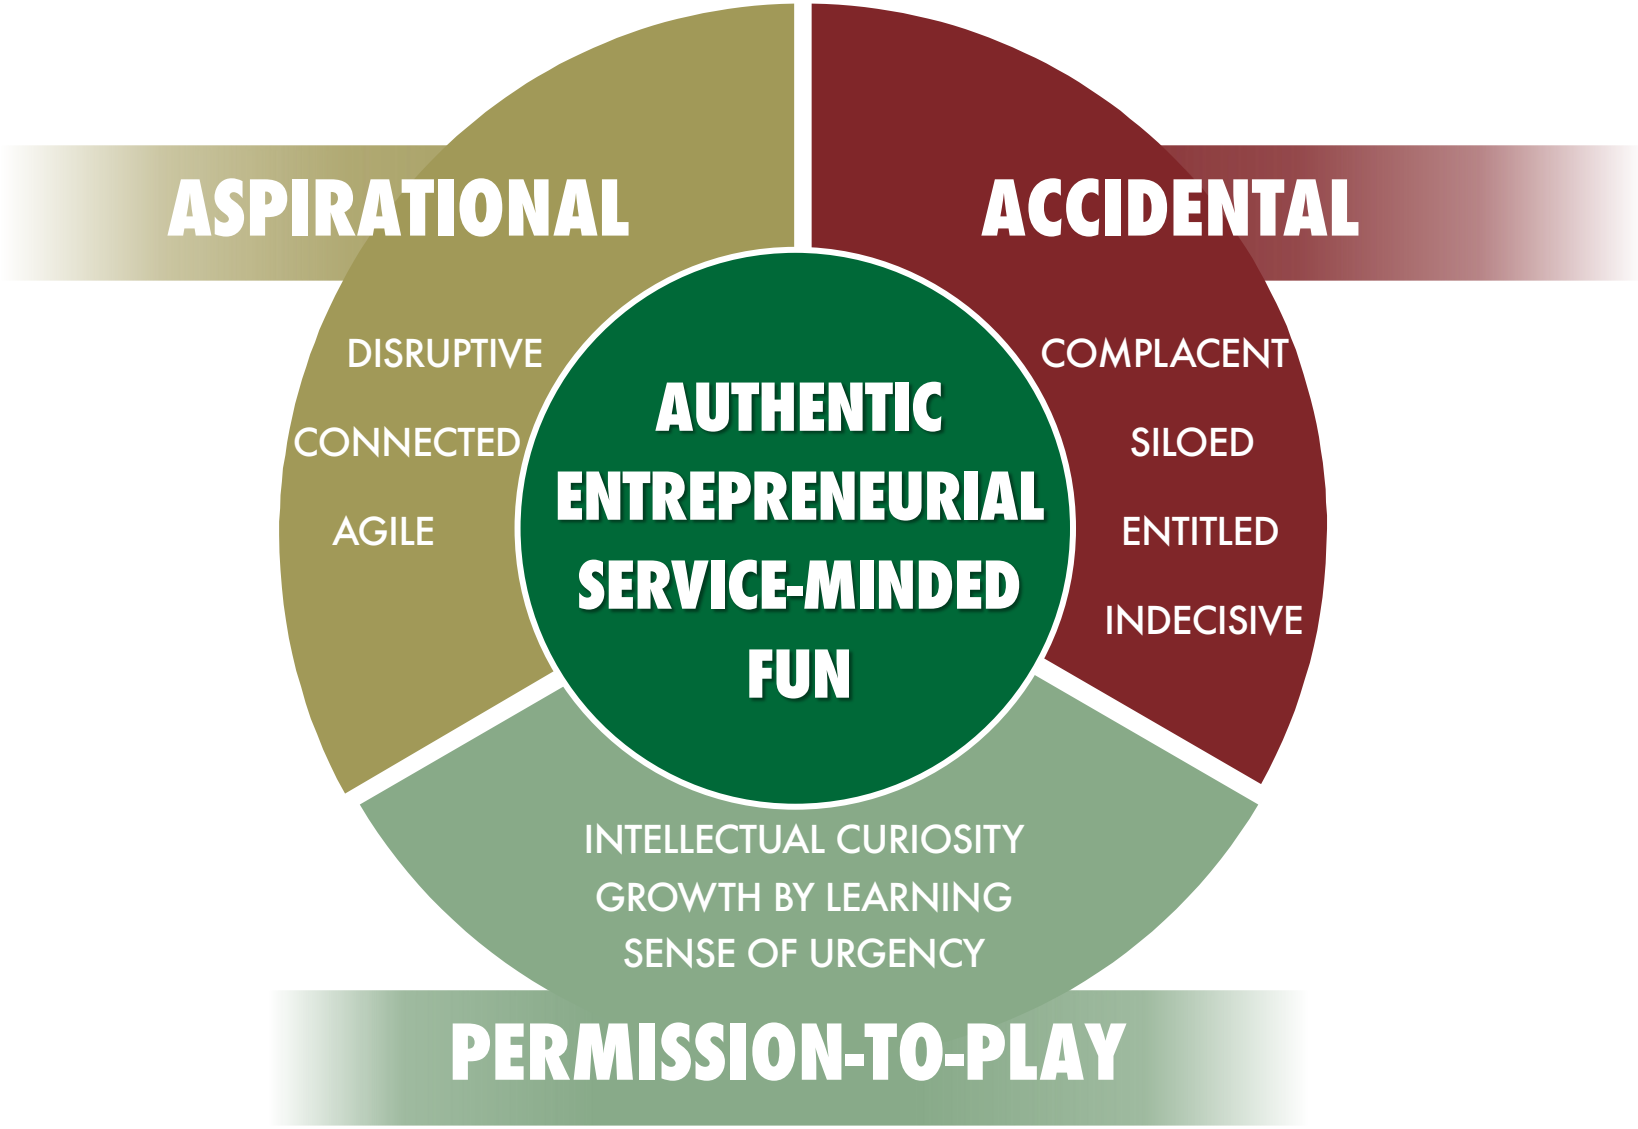 ASPIRATIONAL
DISRUPTIVE
CONNECTED
AGILE
ACCIDENTAL
COMPLACENT
SILOED
ENTITLED
INDECISIVE
AUTHENTIC
ENTREPRENEURIAL
SERVICE-MINDED
FUN
INTELLECTUAL CURIOSITY
GROWTH BY LEARNING
SENSE OF URGENCY
PERMISSION-TO-PLAY